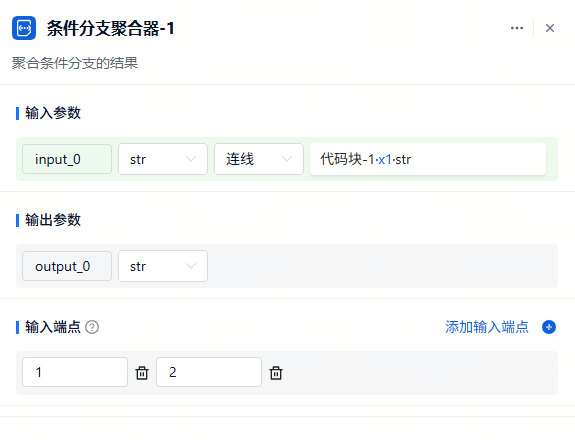 条件分支聚合器-1
聚合条件分支的结果
输入参数
input_0 str 连线 代码块-1·x1·str
输出参数
output_0 str
输入端点 ? 添加输入端点
1 2